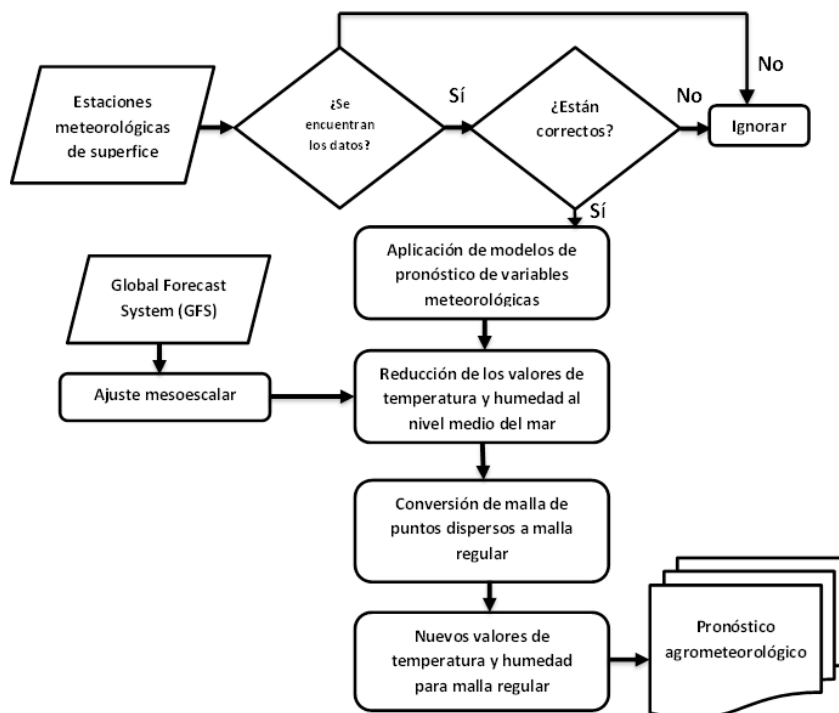 Estaciones
meteorológicas
de superfice
¿Se
encuentran
los datos?
Sí
¿Están
correctos?
No
No
Ignorar
Sí
Aplicación de modelos de
pronóstico de variables
meteorológicas
Global Forecast
System (GFS)
Ajuste mesoescalar
Reducción de los valores de
temperatura y humedad al
nivel medio del mar
Conversión de malla de
puntos dispersos a malla
regular
Nuevos valores de
temperatura y humedad
para malla regular
Pronóstico
agrometeorológico